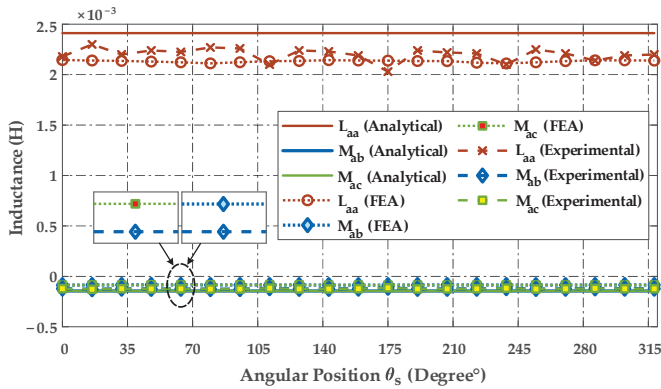 ×10⁻³
2.5
2
1.5
1
0.5
0
−0.5
Inductance (H)
L_aa (Analytical)
M_ab (Analytical)
M_ac (Analytical)
L_aa (FEA)
M_ab (FEA)
M_ac (FEA)
L_aa (Experimental)
M_ab (Experimental)
M_ac (Experimental)
0 35 70 105 140 175 210 245 280 315
Angular Position θ_s (Degree°)